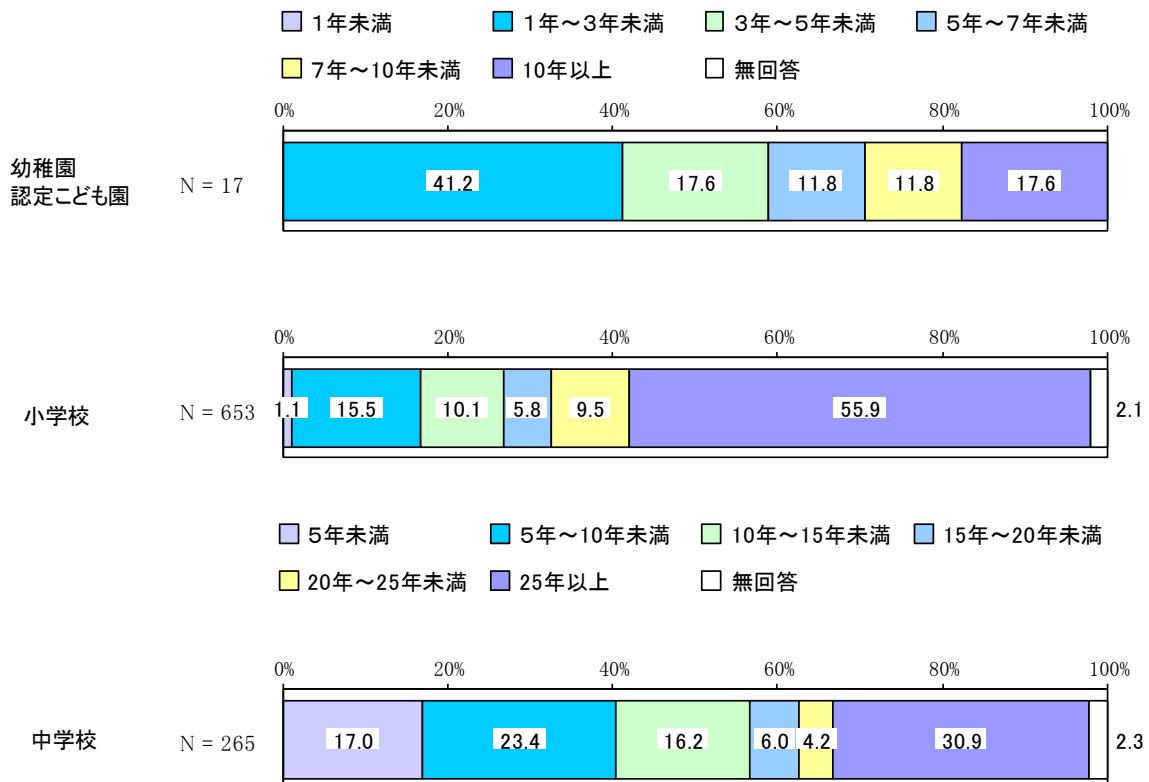 1年未満 1年～3年未満 3年～5年未満 5年～7年未満
7年～10年未満 10年以上 無回答
0% 20% 40% 60% 80% 100%
幼稚園
認定こども園
N = 17
41.2 17.6 11.8 11.8 17.6
0% 20% 40% 60% 80% 100%
小学校
N = 653
1.1 15.5 10.1 5.8 9.5 55.9 2.1
5年未満 5年～10年未満 10年～15年未満 15年～20年未満
20年～25年未満 25年以上 無回答
0% 20% 40% 60% 80% 100%
中学校
N = 265
17.0 23.4 16.2 6.0 4.2 30.9 2.3